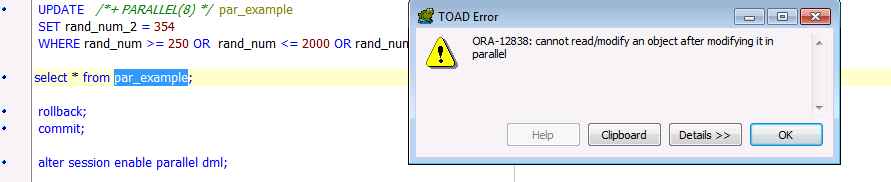 UPDATE /*+ PARALLEL(8) */ par_example
SET rand_num_2 = 354
WHERE rand_num >= 250 OR rand_num <= 2000 OR rand_num
select * from par_example;
rollback;
commit;
alter session enable parallel dml;
TOAD Error
ORA-12838: cannot read/modify an object after modifying it in
parallel
Help Clipboard Details >> OK